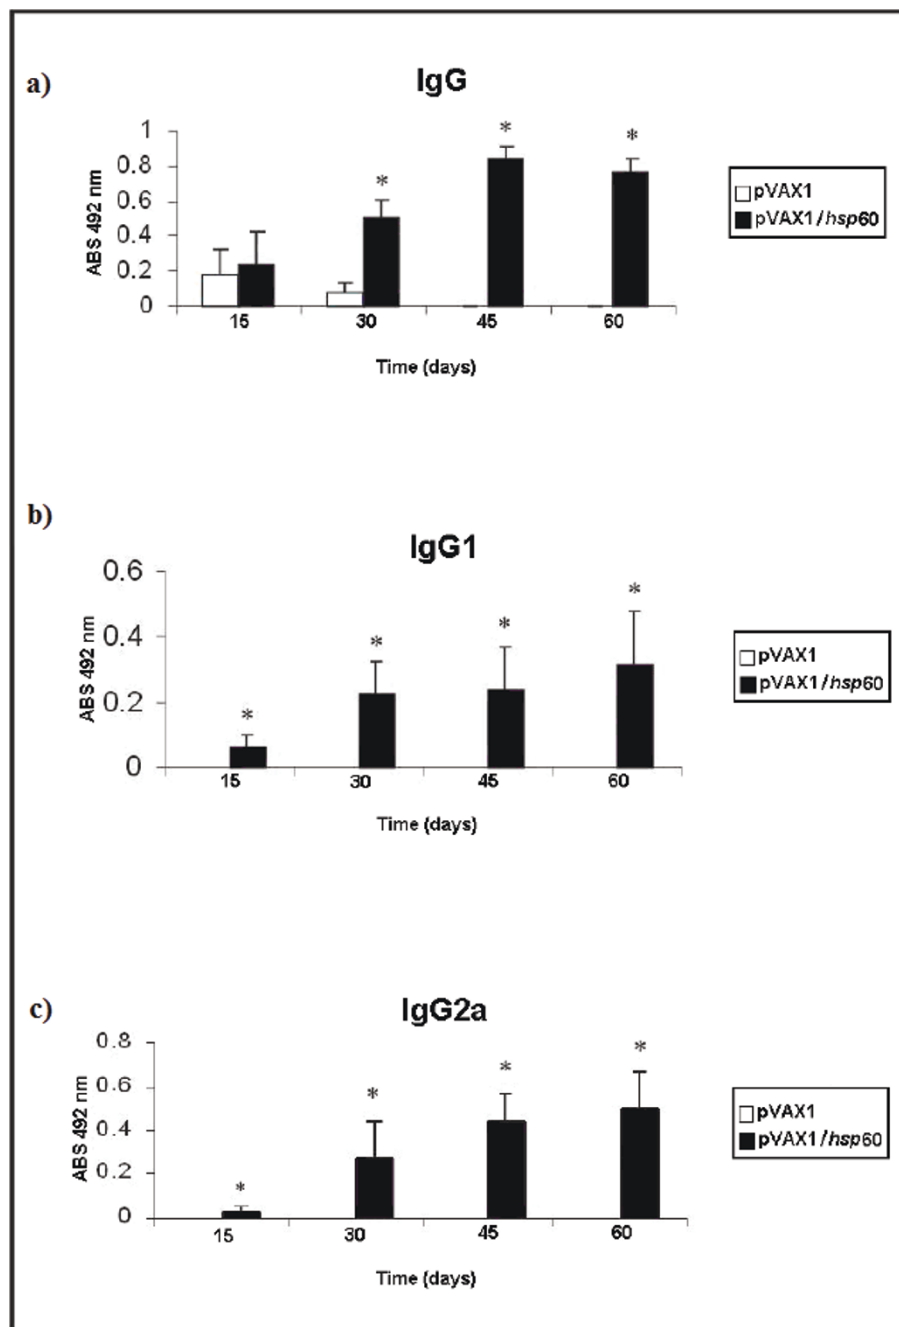 a)
IgG
*
*
*
1
0.8
0.6
0.4
0.2
0
ABS 492 nm
15 30 45 60
Time (days)
pVAX1
pVAX1/hsp60
b)
IgG1
*
*
*
*
0.6
0.4
0.2
0
ABS 492 nm
15 30 45 60
Time (days)
pVAX1
pVAX1/hsp60
c)
IgG2a
*
*
*
*
0.8
0.6
0.4
0.2
0
ABS 492 nm
15 30 45 60
Time (days)
pVAX1
pVAX1/hsp60